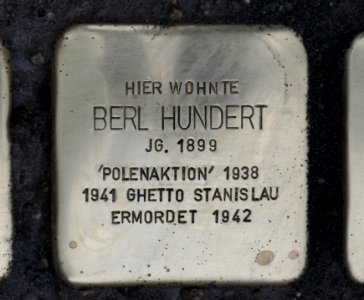 HIER WOHNTE
BERL HUNDERT
JG. 1899
'POLENAKTION' 1938
1941 GHETTO STANISLAU
ERMORDET 1942